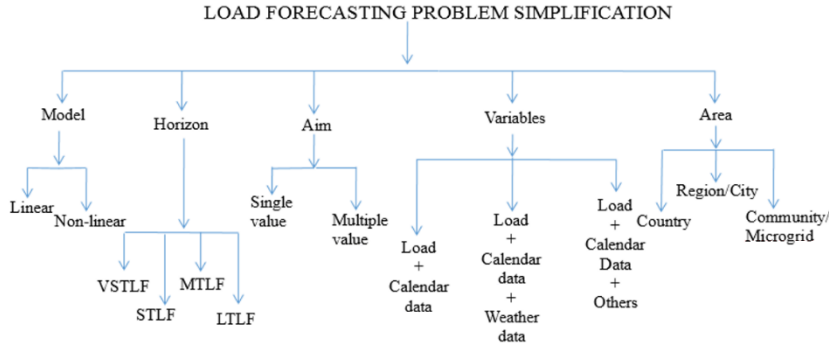 LOAD FORECASTING PROBLEM SIMPLIFICATION
Model
Horizon
Aim
Variables
Area
Linear
Non-linear
VSTLF
STLF
MTLF
LTLF
Single
value
Multiple
value
Load
+
Calendar
data
Load
+
Calendar
data
+
Weather
data
Load
+
Calendar
Data
+
Others
Country
Region/City
Community/
Microgrid